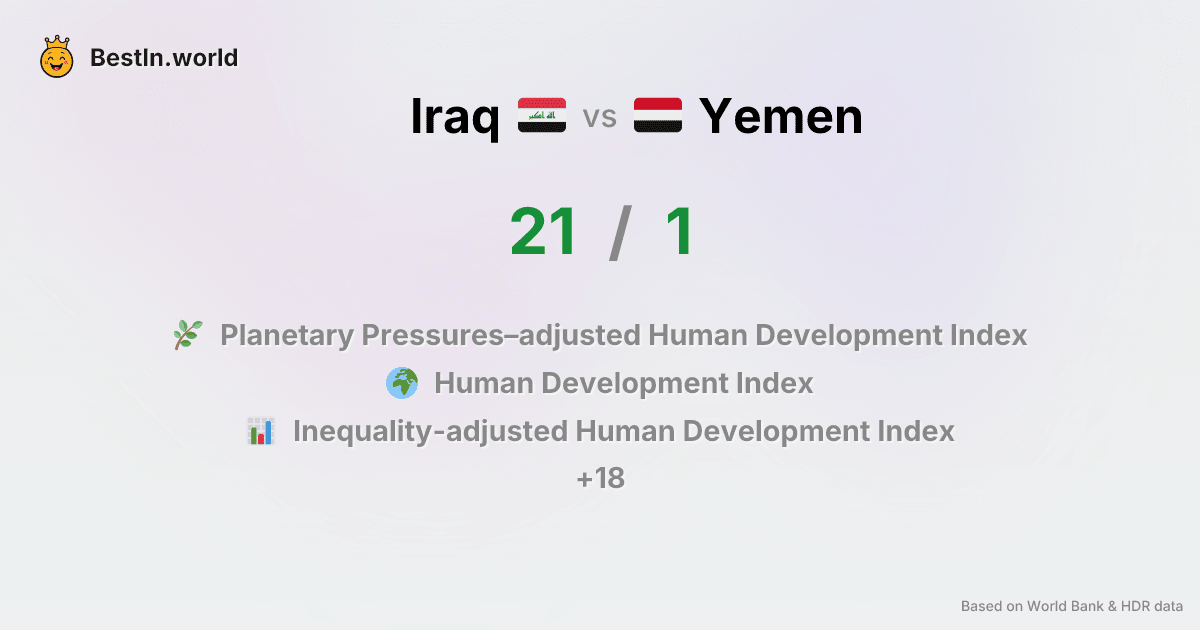 BestIn.world
Iraq vs Yemen
21 / 1
Planetary Pressures–adjusted Human Development Index
Human Development Index
Inequality-adjusted Human Development Index
+18
Based on World Bank & HDR data